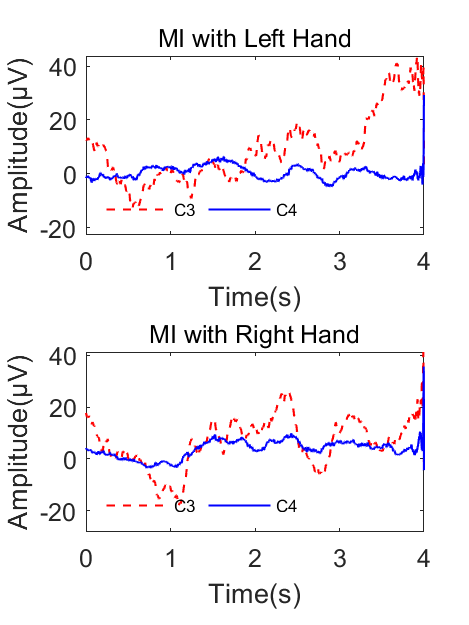 MI with Left Hand
Amplitude(µV)
40
20
0
-20
C3 C4
0 1 2 3 4
Time(s)
MI with Right Hand
Amplitude(µV)
40
20
0
-20
C3 C4
0 1 2 3 4
Time(s)